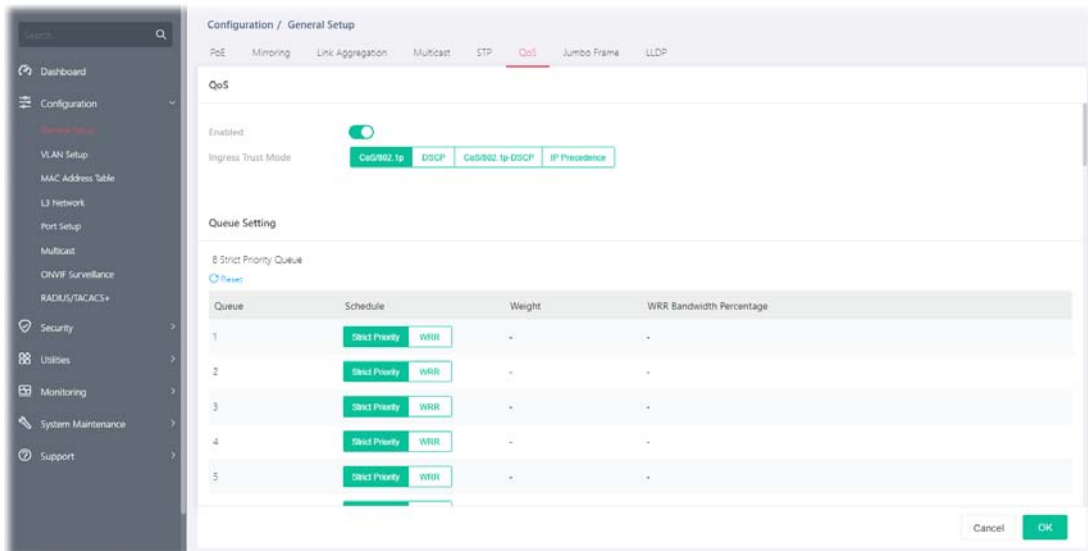 Search...
Dashboard
Configuration
General Setup
VLAN Setup
MAC Address Table
L3 Network
Port Setup
Multicast
ONVIF Surveillance
RADIUS/TACACS+
Security
Utilities
Monitoring
System Maintenance
Support
Configuration / General Setup
PoE Mirroring Link Aggregation Multicast STP QoS Jumbo Frame LLDP
QoS
Enabled
Ingress Trust Mode CoS/802.1p DSCP CoS/802.1p-DSCP IP Precedence
Queue Setting
8 Strict Priority Queue
Reset
Queue Schedule Weight WRR Bandwidth Percentage
1 Strict Priority WRR - -
2 Strict Priority WRR - -
3 Strict Priority WRR - -
4 Strict Priority WRR - -
5 Strict Priority WRR - -
Cancel OK